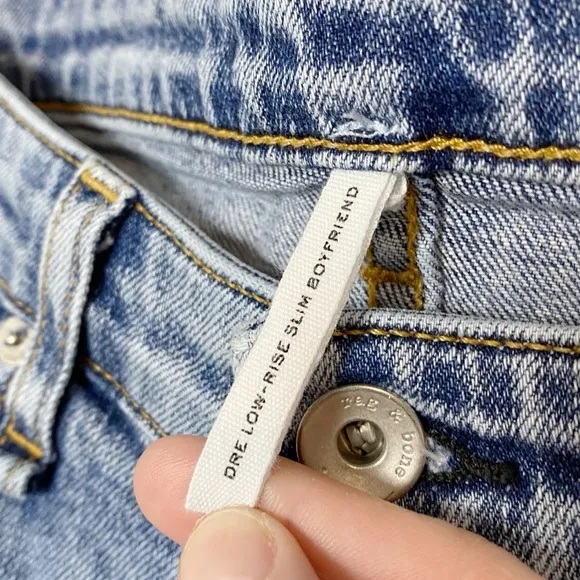 DRE LOW-RISE SLIM BOYFRIEND
rag & bone